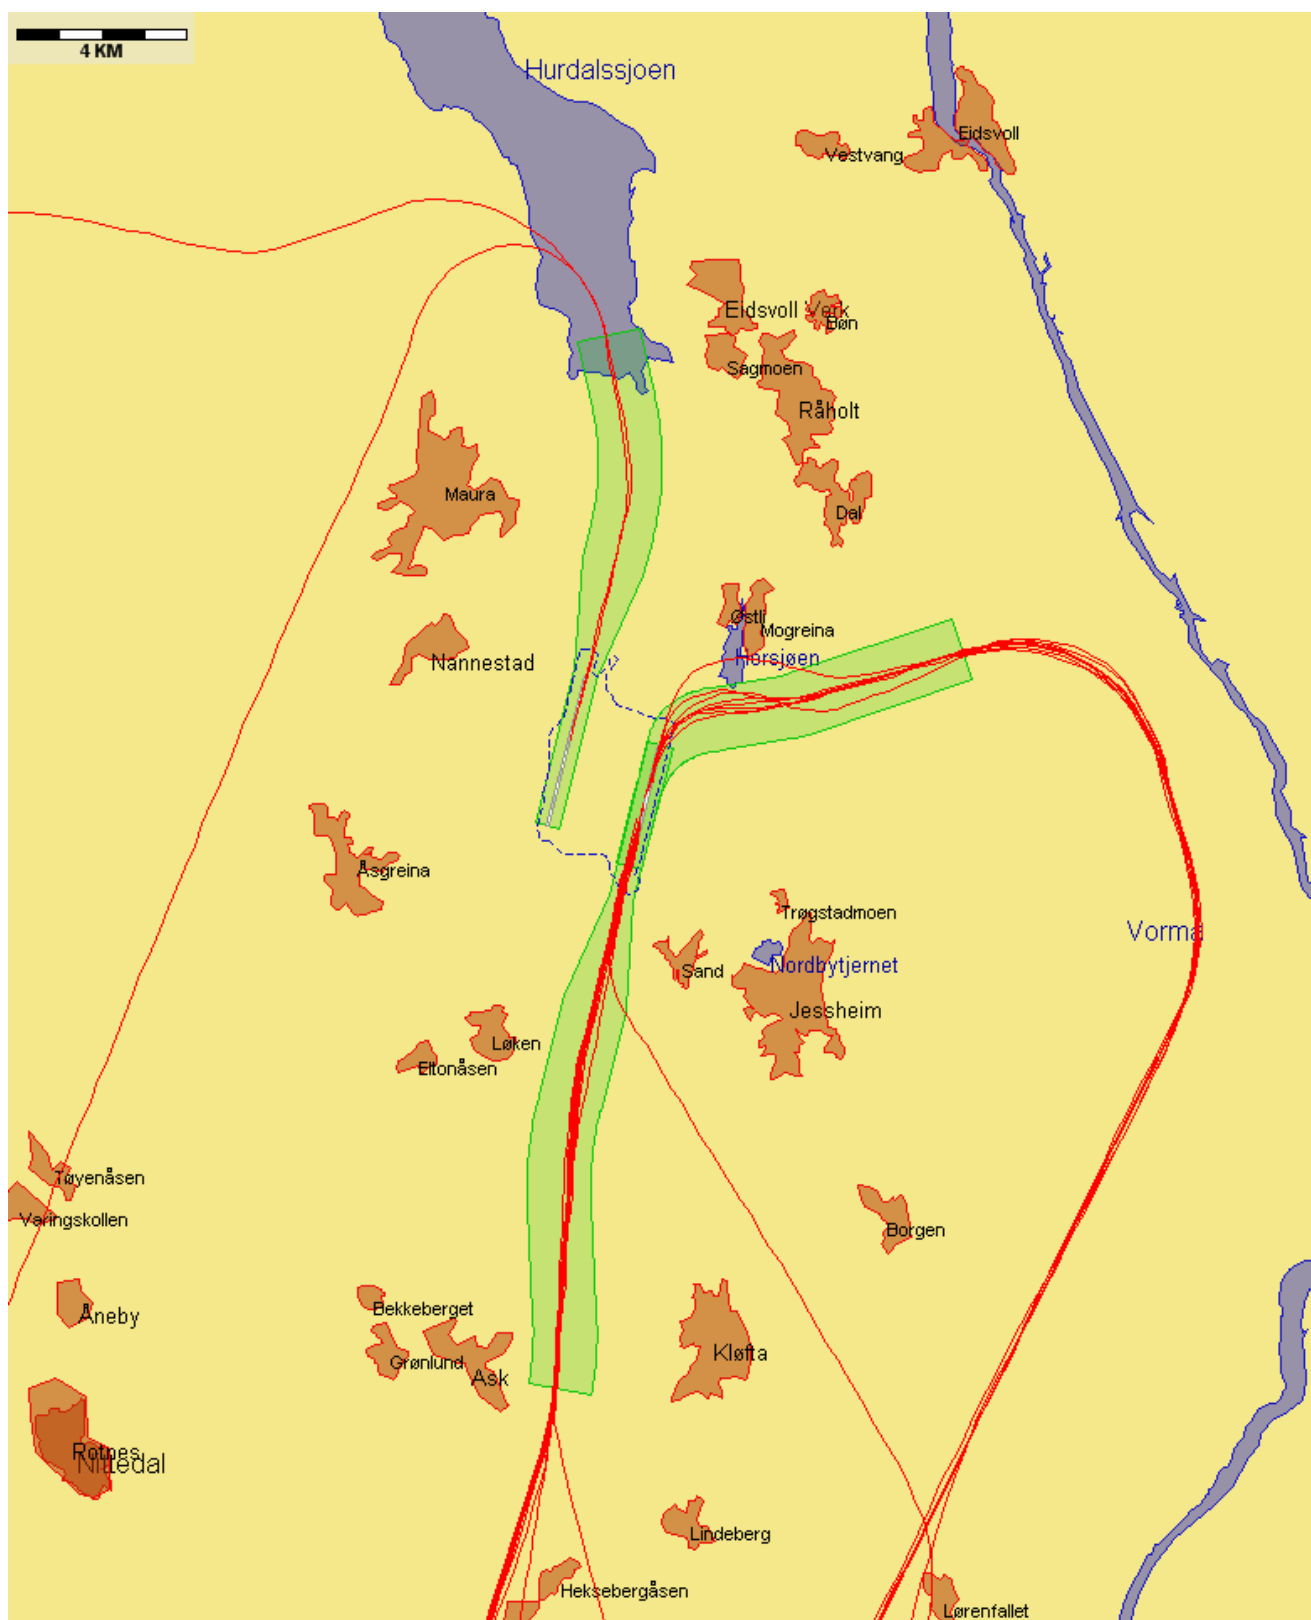 4 KM
Hurdalssjoen
Eidsvoll
Vestvang
Eidsvoll Verk
Bøn
Sagmoen
Råholt
Maura
Dal
Østli
Mogreina
Nannestad
Horsjøen
Åsgreina
Trøgstadmoen
Vorma
Sand
Nordbytjernet
Jessheim
Løken
Eltonåsen
Tøyenåsen
Varingskollen
Borgen
Åneby
Bekkeberget
Grønlund
Kløfta
Ask
Rotnes
Nittedal
Lindeberg
Heksebergåsen
Lørenfallet